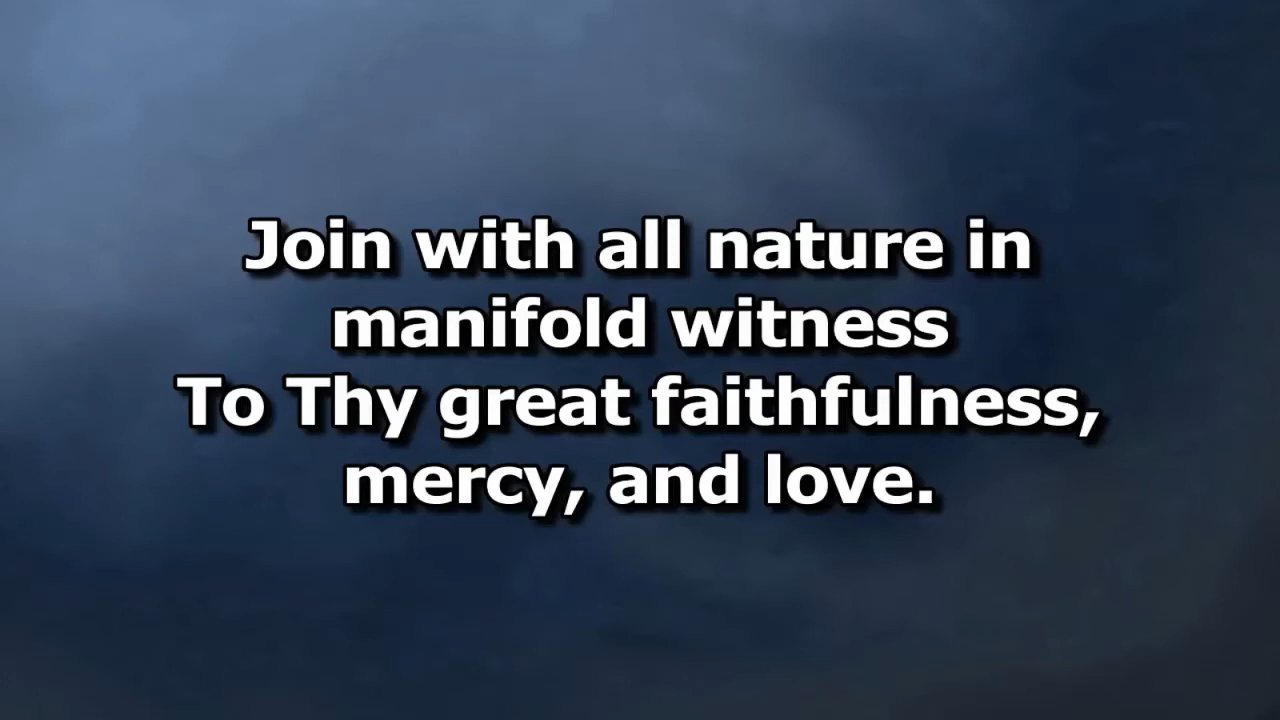 Join with all nature in
manifold witness
To Thy great faithfulness,
mercy, and love.